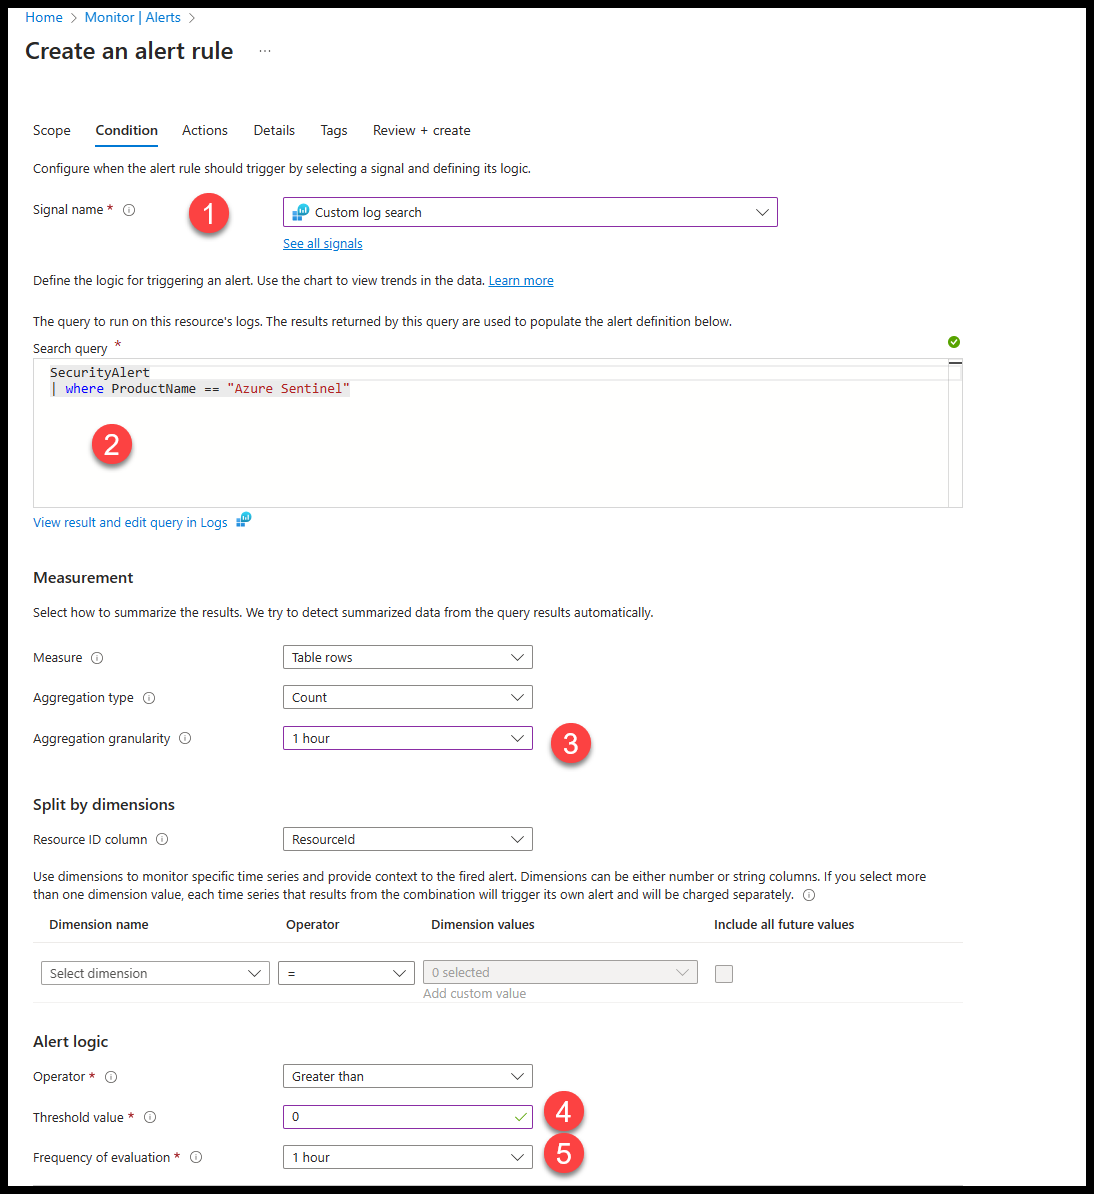 Home > Monitor | Alerts >
Create an alert rule ...
Scope Condition Actions Details Tags Review + create
Configure when the alert rule should trigger by selecting a signal and defining its logic.
Signal name * 1 Custom log search
See all signals
Define the logic for triggering an alert. Use the chart to view trends in the data. Learn more
The query to run on this resource's logs. The results returned by this query are used to populate the alert definition below.
Search query *
SecurityAlert
| where ProductName == "Azure Sentinel"
2
View result and edit query in Logs
Measurement
Select how to summarize the results. We try to detect summarized data from the query results automatically.
Measure Table rows
Aggregation type Count
Aggregation granularity 1 hour 3
Split by dimensions
Resource ID column ResourceId
Use dimensions to monitor specific time series and provide context to the fired alert. Dimensions can be either number or string columns. If you select more
than one dimension value, each time series that results from the combination will trigger its own alert and will be charged separately.
Dimension name Operator Dimension values Include all future values
Select dimension = 0 selected
Add custom value
Alert logic
Operator * Greater than
Threshold value * 0 4
Frequency of evaluation * 1 hour 5